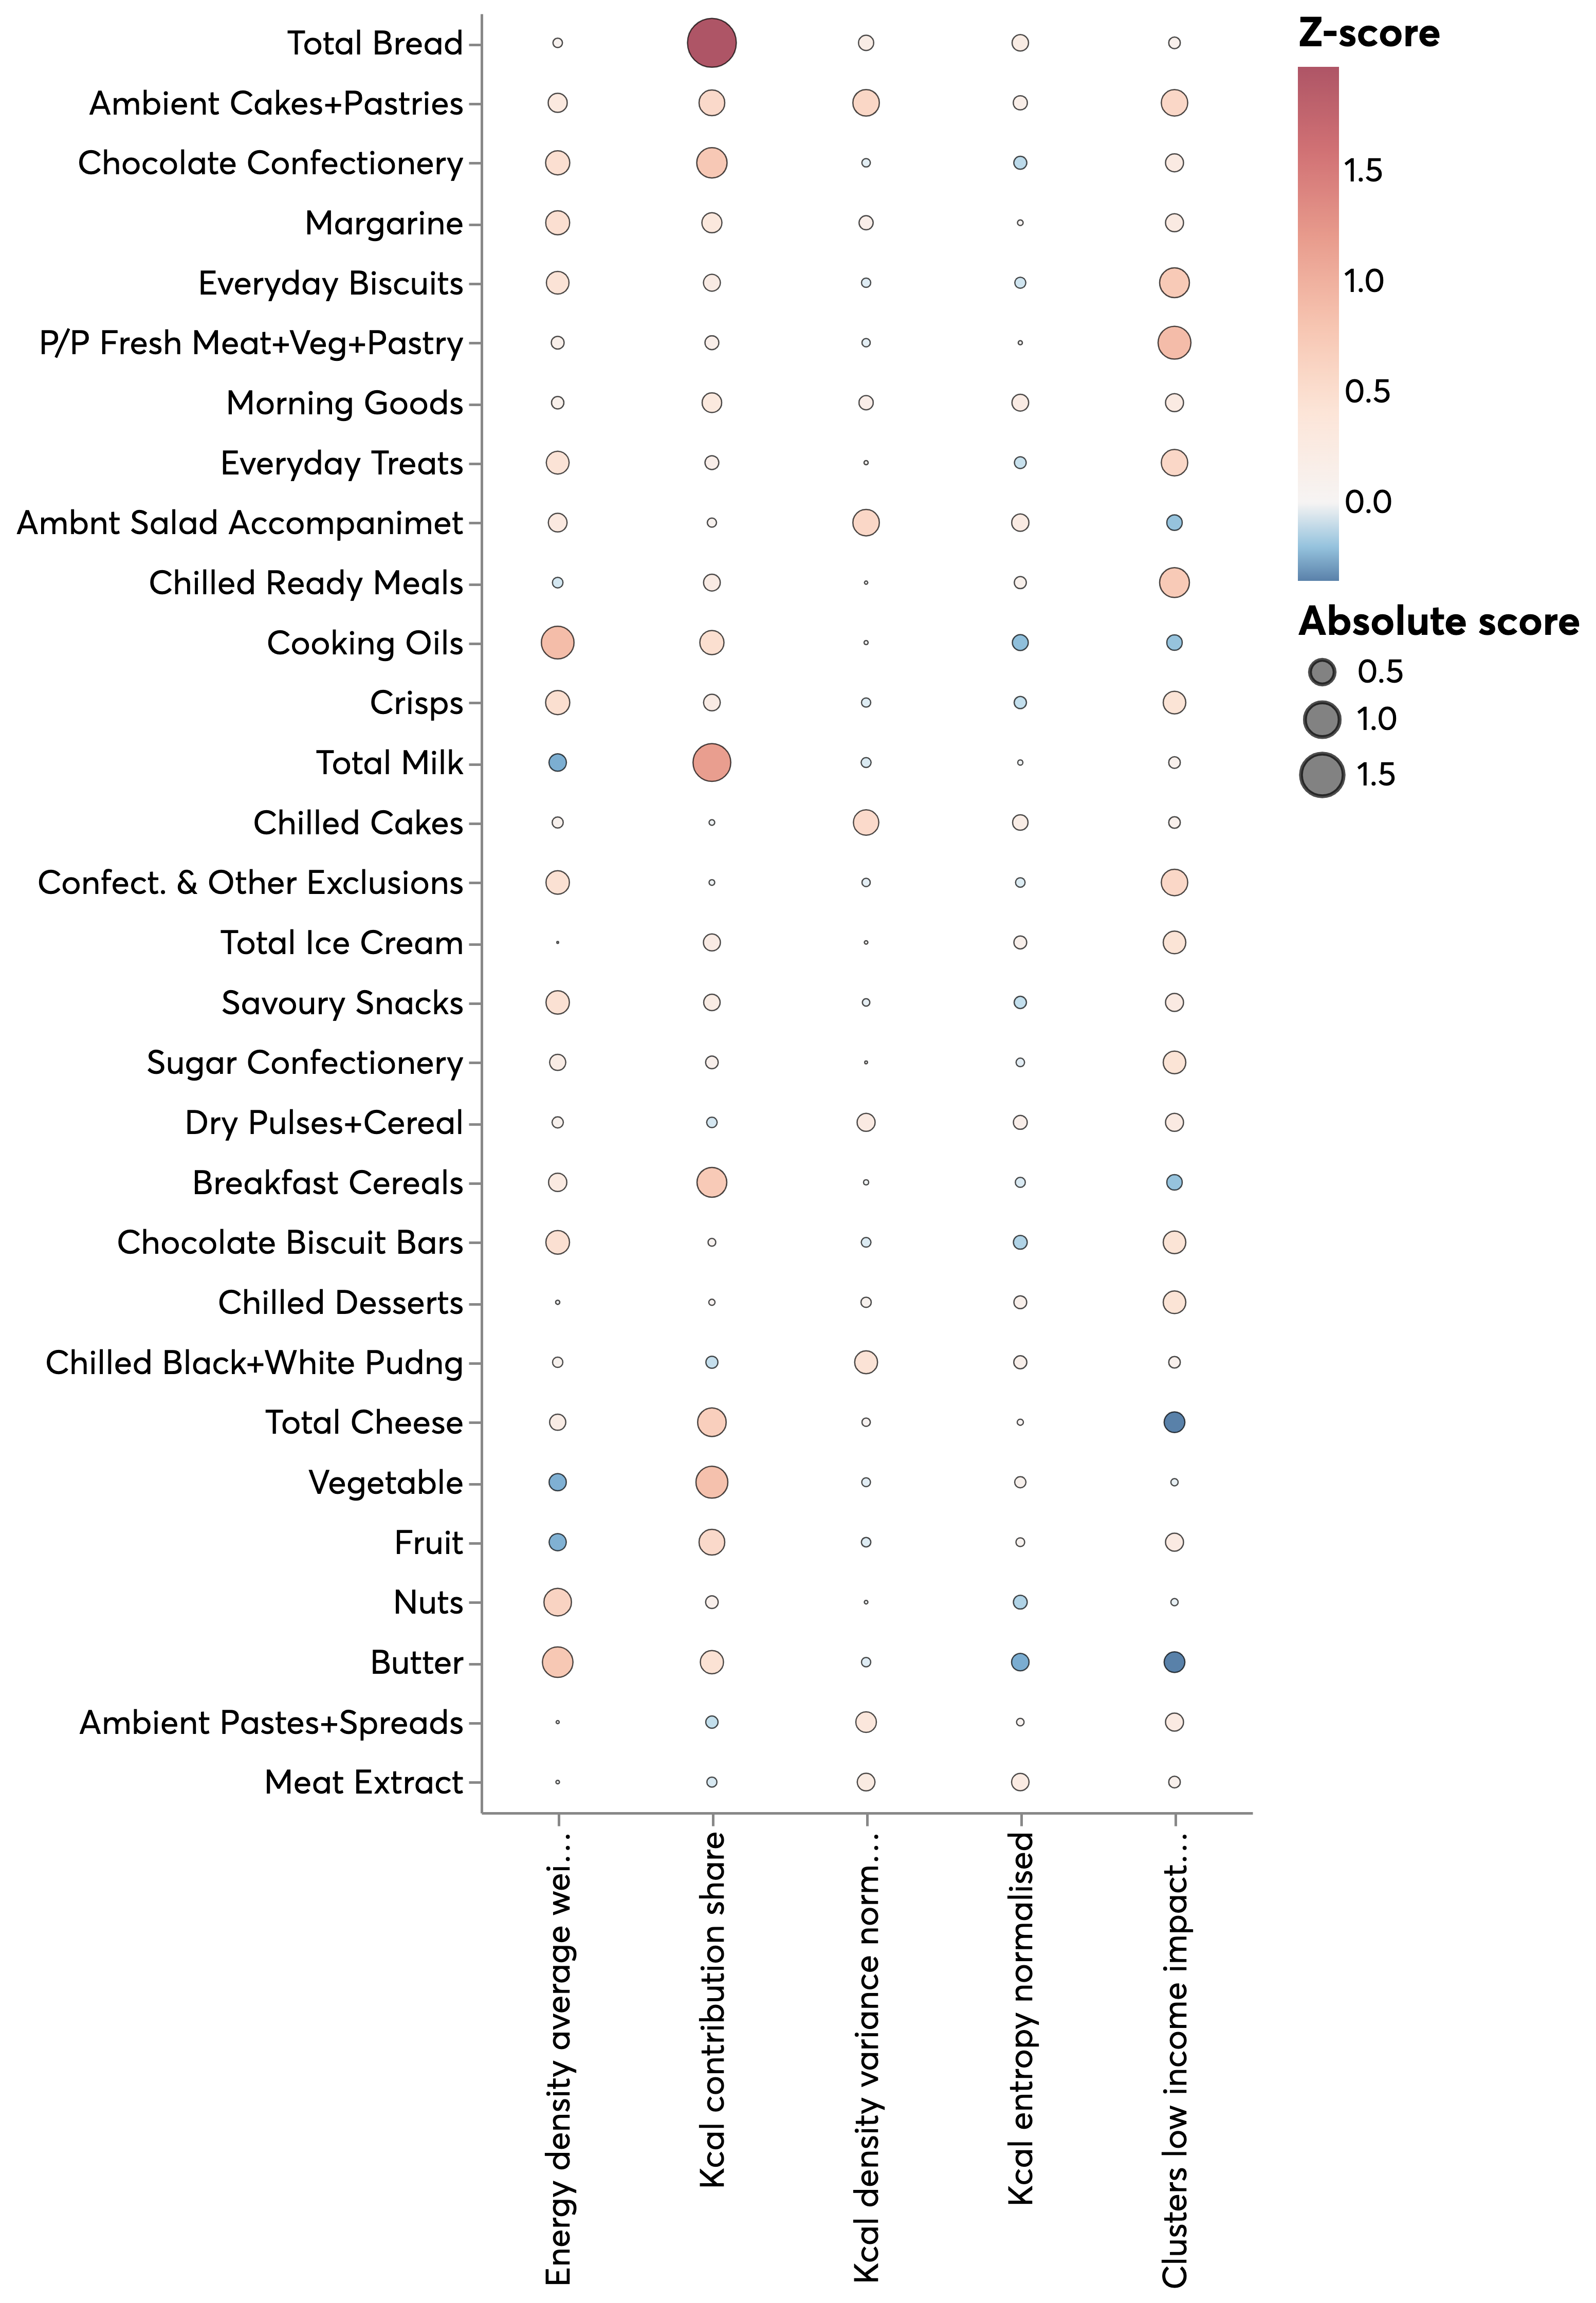 Total Bread
Ambient Cakes+Pastries
Chocolate Confectionery
Margarine
Everyday Biscuits
P/P Fresh Meat+Veg+Pastry
Morning Goods
Everyday Treats
Ambnt Salad Accompanimet
Chilled Ready Meals
Cooking Oils
Crisps
Total Milk
Chilled Cakes
Confect. & Other Exclusions
Total Ice Cream
Savoury Snacks
Sugar Confectionery
Dry Pulses+Cereal
Breakfast Cereals
Chocolate Biscuit Bars
Chilled Desserts
Chilled Black+White Pudng
Total Cheese
Vegetable
Fruit
Nuts
Butter
Ambient Pastes+Spreads
Meat Extract
Energy density average wei…
Kcal contribution share
Kcal density variance norm…
Kcal entropy normalised
Clusters low income impact…
Z-score
1.5
1.0
0.5
0.0
Absolute score
0.5
1.0
1.5